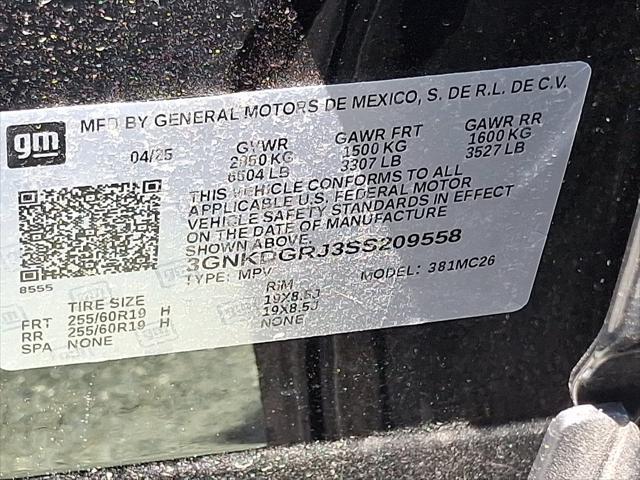 gm
MFD BY GENERAL MOTORS DE MEXICO, S. DE R.L. DE C.V.
04/25 GVWR GAWR FRT GAWR RR
2950 KG 1500 KG 1600 KG
6504 LB 3307 LB 3527 LB
THIS VEHICLE CONFORMS TO ALL
APPLICABLE U.S. FEDERAL MOTOR
VEHICLE SAFETY STANDARDS IN EFFECT
ON THE DATE OF MANUFACTURE
SHOWN ABOVE.
3GNKDGRJ3SS209558
TYPE: MPV MODEL: 381MC26
8555
TIRE SIZE RIM
FRT 255/60R19 H 19X8.5J
RR 255/60R19 H 19X8.5J
SPA NONE NONE